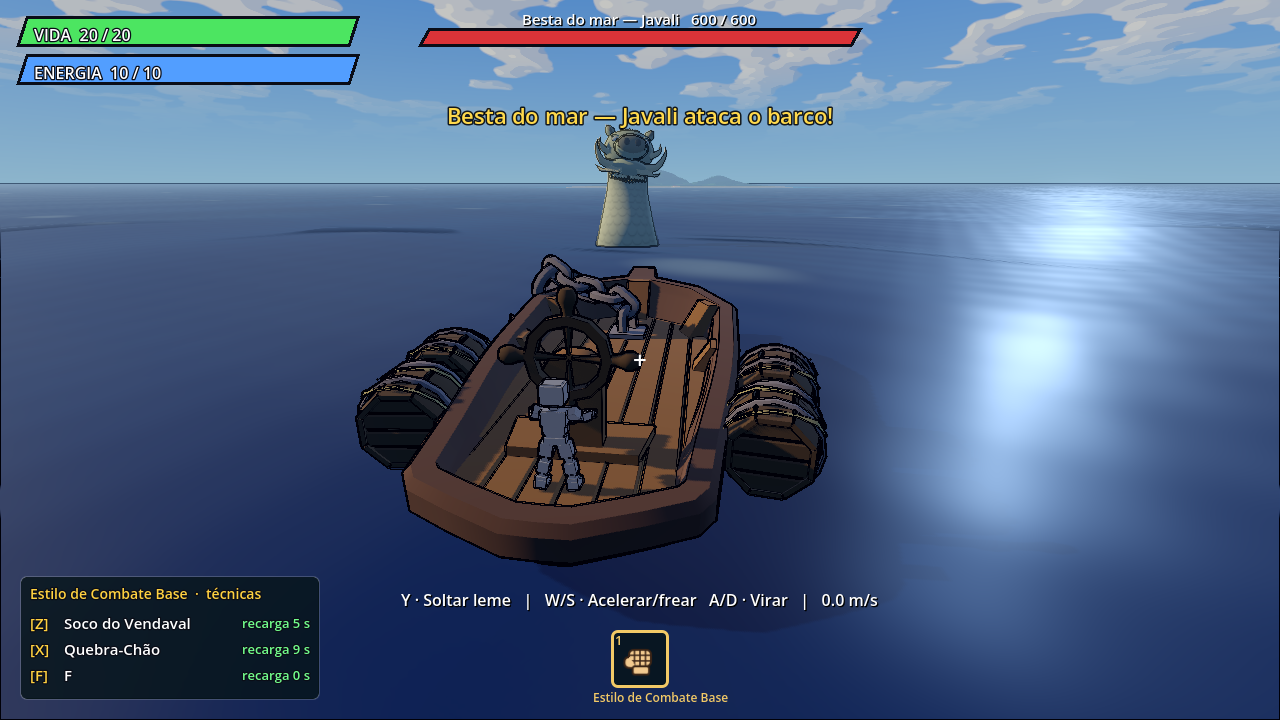 VIDA 20 / 20
Besta do mar — Javali 600 / 600
ENERGIA 10 / 10
Besta do mar — Javali ataca o barco!
Estilo de Combate Base · técnicas
[Z] Soco do Vendaval recarga 5 s
[X] Quebra-Chão recarga 9 s
[F] F recarga 0 s
Y · Soltar leme | W/S · Acelerar/frear A/D · Virar | 0.0 m/s
1
Estilo de Combate Base